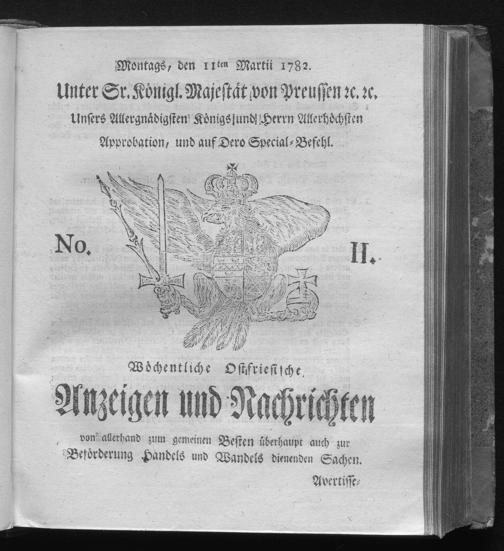 Montags, den 11ten Martii 1782.
Unter Sr. Königl. Majestät von Preussen ꝛc. ꝛc.
Unsers Allergnädigsten Königs und Herrn Allerhöchsten
Approbation, und auf Dero Special-Befehl.
No. II.
Wöchentliche Ostfriesische
Anzeigen und Nachrichten
von allerhand zum gemeinen Besten überhaupt auch zur
Beförderung Handels und Wandels dienenden Sachen.
Avertisse-